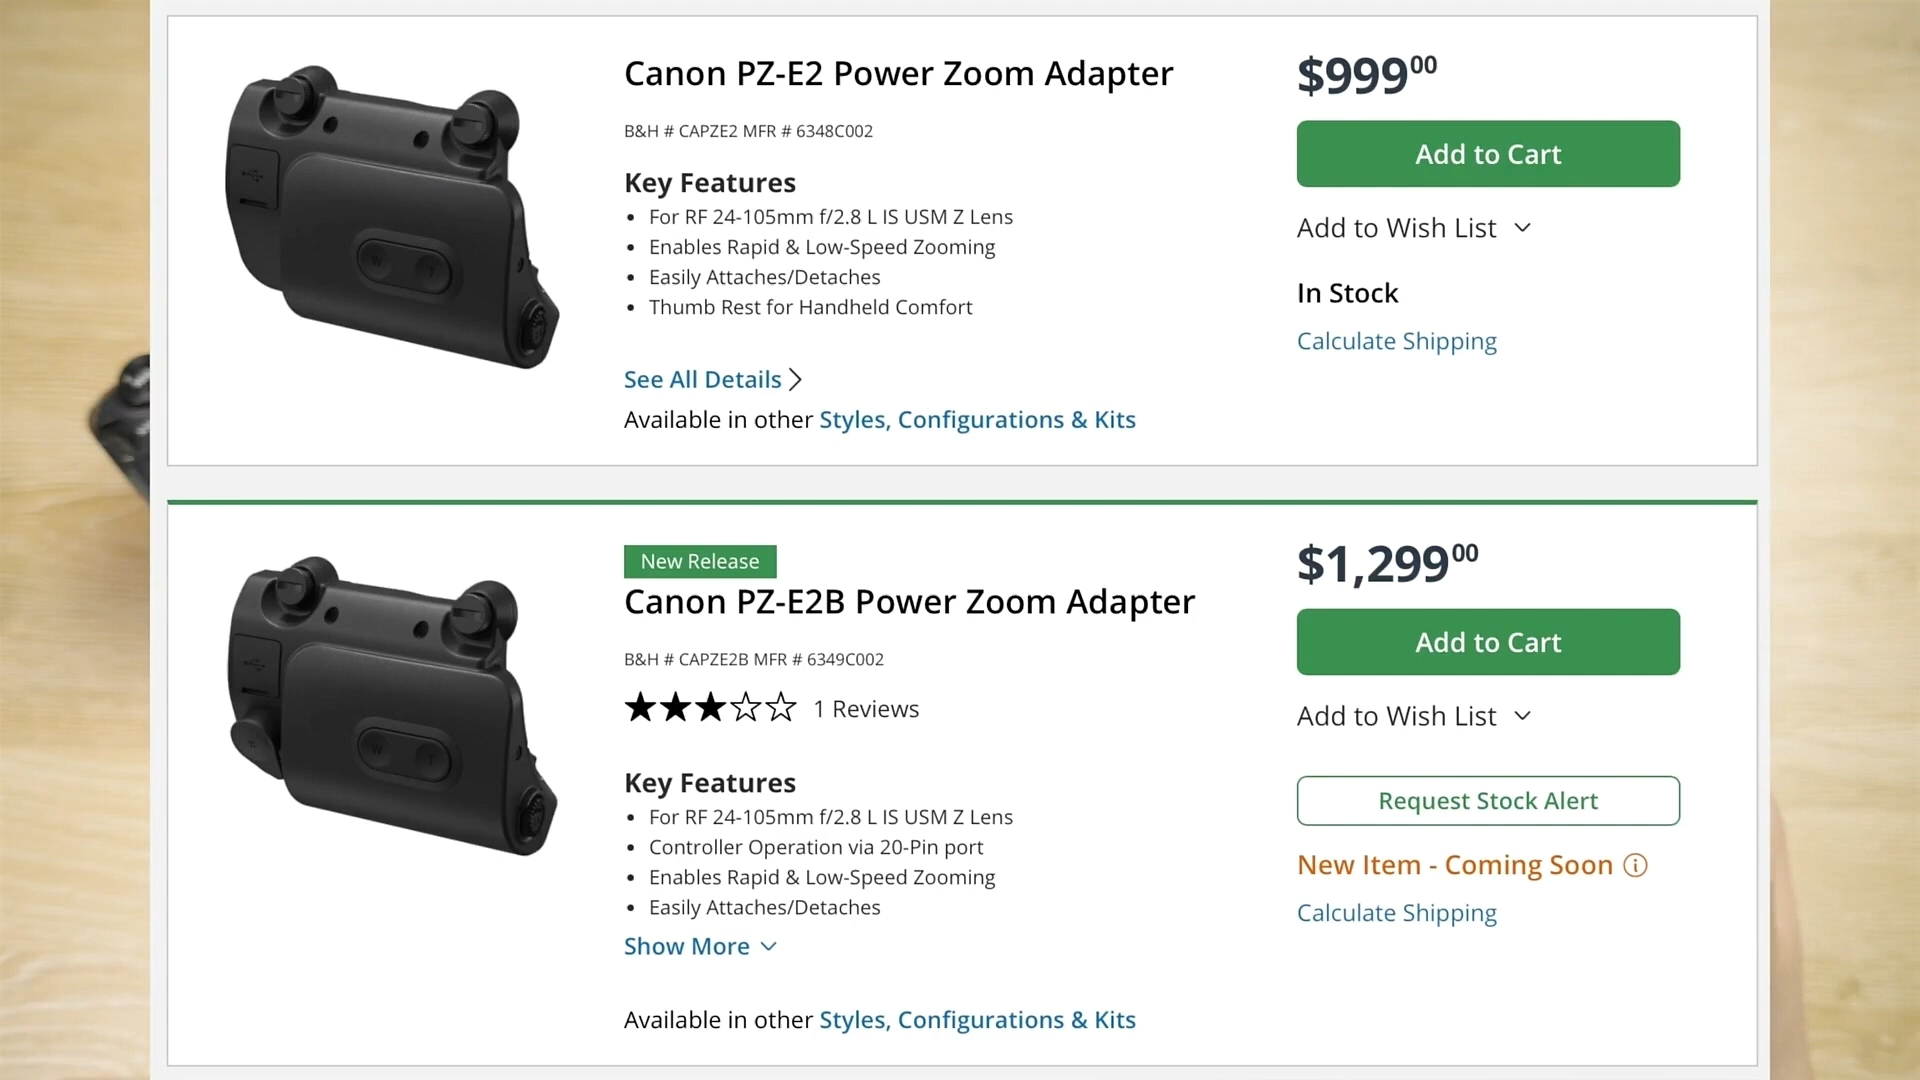 Canon PZ-E2 Power Zoom Adapter
B&H # CAPZE2 MFR # 6348C002
Key Features
For RF 24-105mm f/2.8 L IS USM Z Lens
Enables Rapid & Low-Speed Zooming
Easily Attaches/Detaches
Thumb Rest for Handheld Comfort
See All Details
Available in other Styles, Configurations & Kits
$999.00
Add to Cart
Add to Wish List
In Stock
Calculate Shipping
New Release
Canon PZ-E2B Power Zoom Adapter
B&H # CAPZE2B MFR # 6349C002
1 Reviews
Key Features
For RF 24-105mm f/2.8 L IS USM Z Lens
Controller Operation via 20-Pin port
Enables Rapid & Low-Speed Zooming
Easily Attaches/Detaches
Show More
Available in other Styles, Configurations & Kits
$1,299.00
Add to Cart
Add to Wish List
Request Stock Alert
New Item - Coming Soon
Calculate Shipping
W T